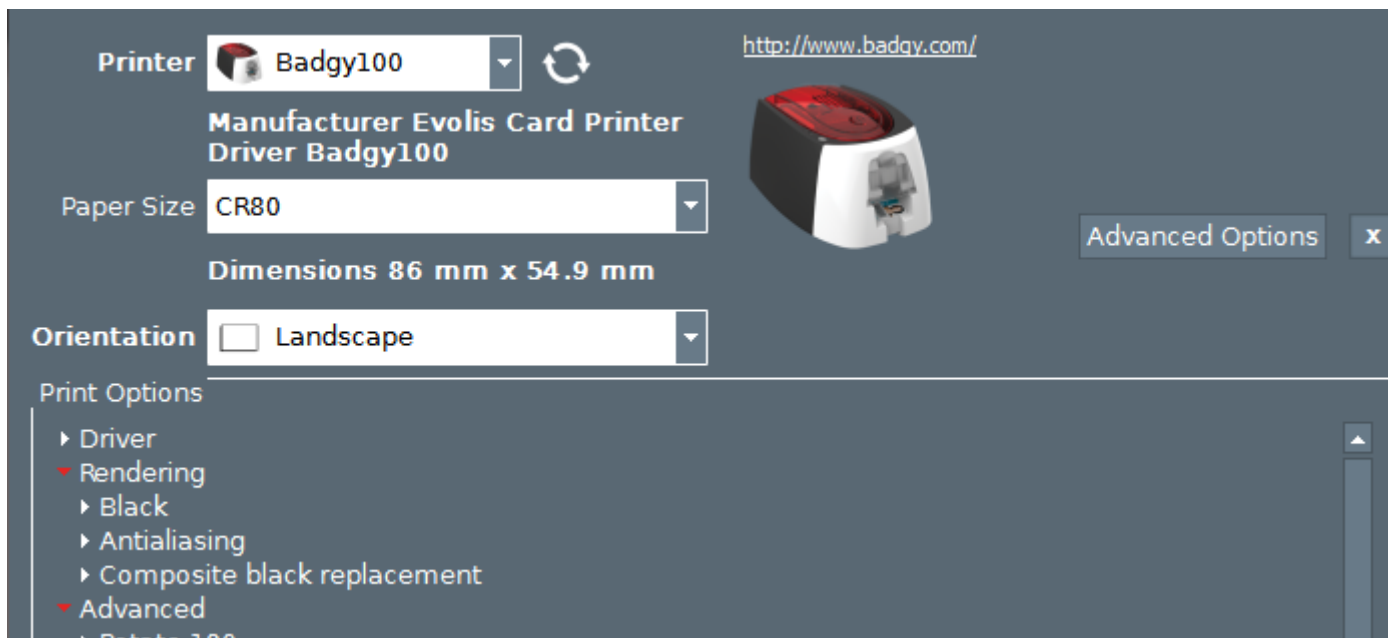 Printer Badgy100
http://www.badgy.com/
Manufacturer Evolis Card Printer
Driver Badgy100
Paper Size CR80
Advanced Options x
Dimensions 86 mm x 54.9 mm
Orientation Landscape
Print Options
Driver
Rendering
Black
Antialiasing
Composite black replacement
Advanced